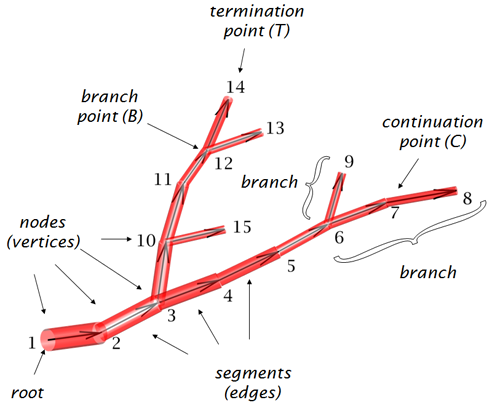 termination
point (T)
14
branch
point (B)
13
12
continuation
point (C)
11
9
branch
8
7
nodes
(vertices)
10
15
6
5
branch
4
3
1
2
root
segments
(edges)